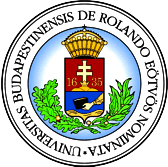 UNIVERSITAS BUDAPESTINENSIS DE ROLANDO EÖTVÖS NOMINATA
16 35